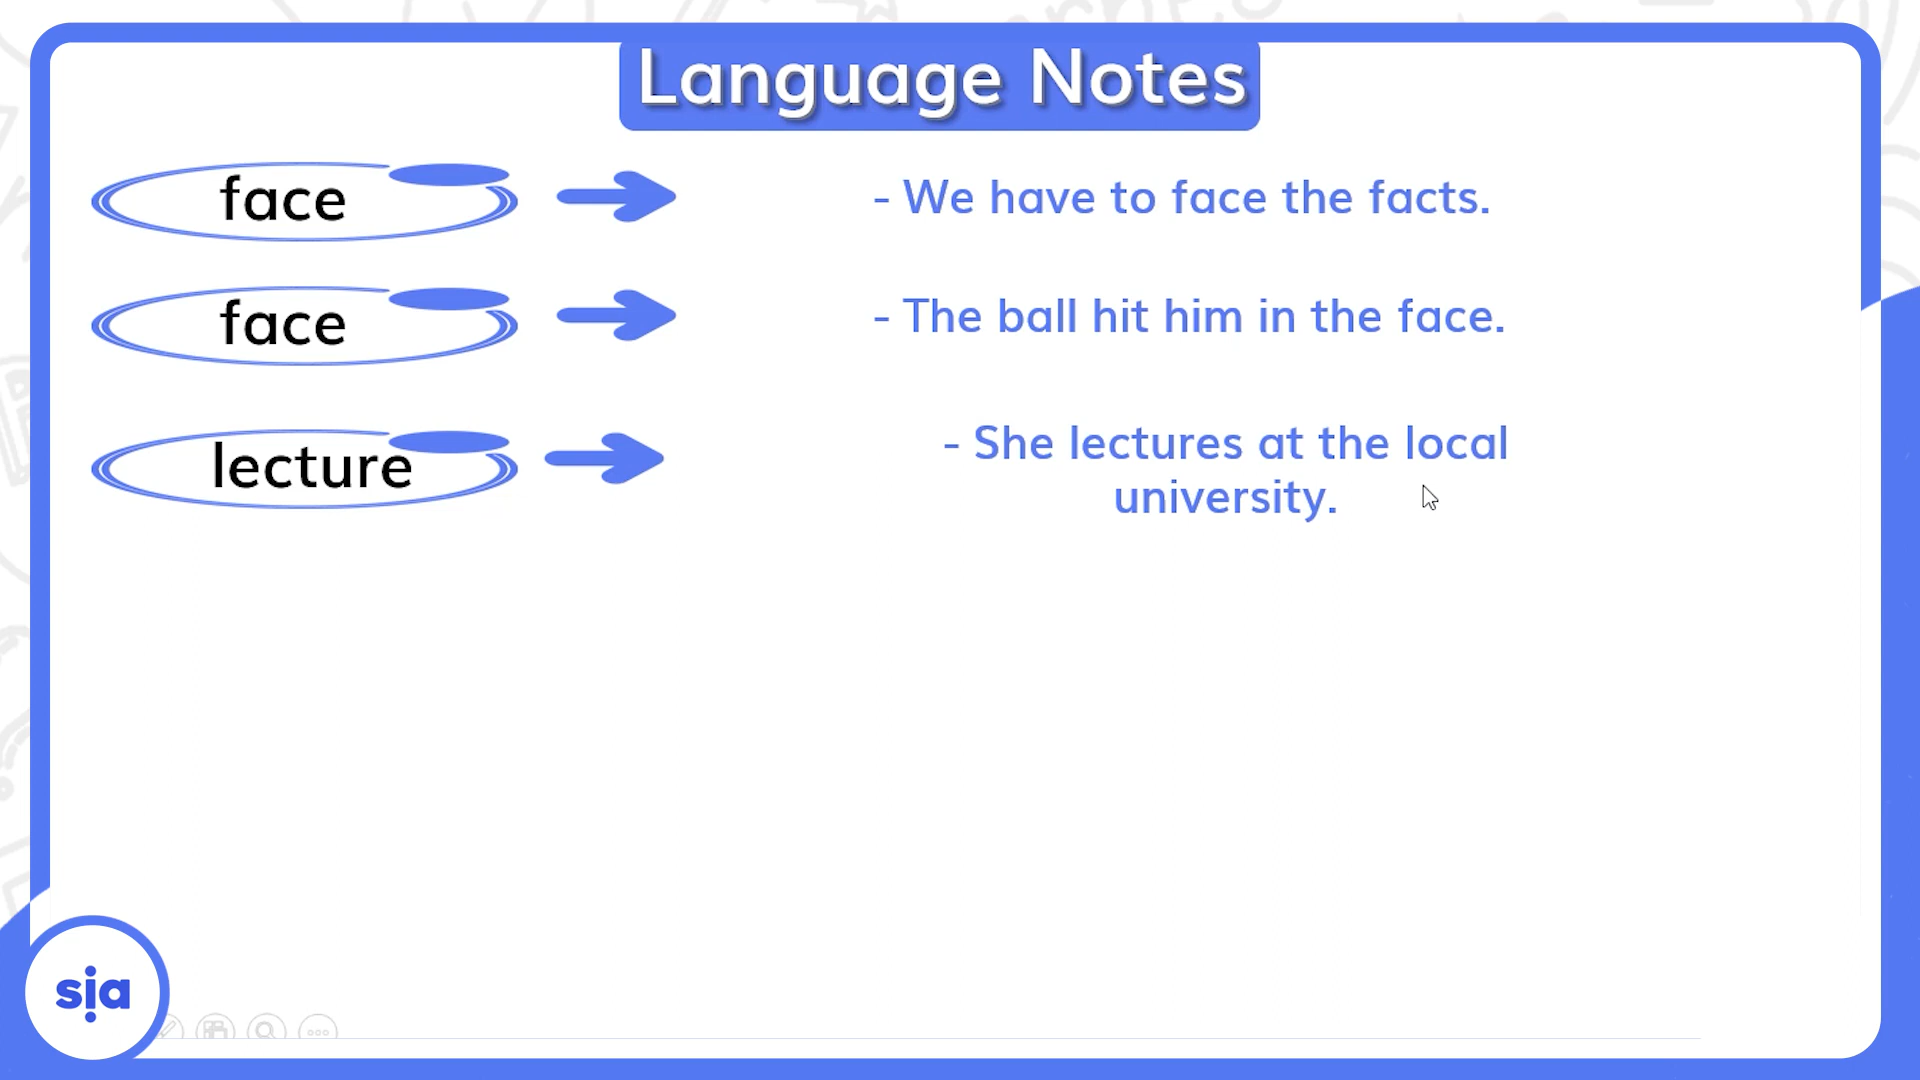 Language Notes
face
- We have to face the facts.
face
- The ball hit him in the face.
lecture
- She lectures at the local
university.
sia